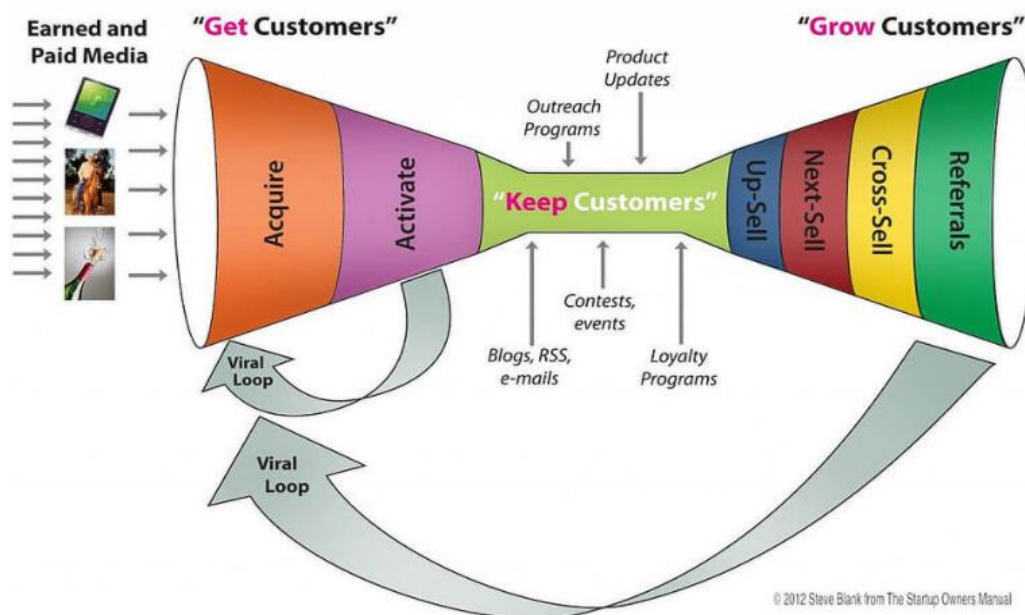 Earned and
Paid Media
"Get Customers"
"Grow Customers"
Product
Updates
Outreach
Programs
Acquire
Activate
"Keep Customers"
Up-Sell
Next-Sell
Cross-Sell
Referrals
Contests,
events
Blogs, RSS,
e-mails
Loyalty
Programs
Viral
Loop
Viral
Loop
© 2012 Steve Blank from The Startup Owners Manual